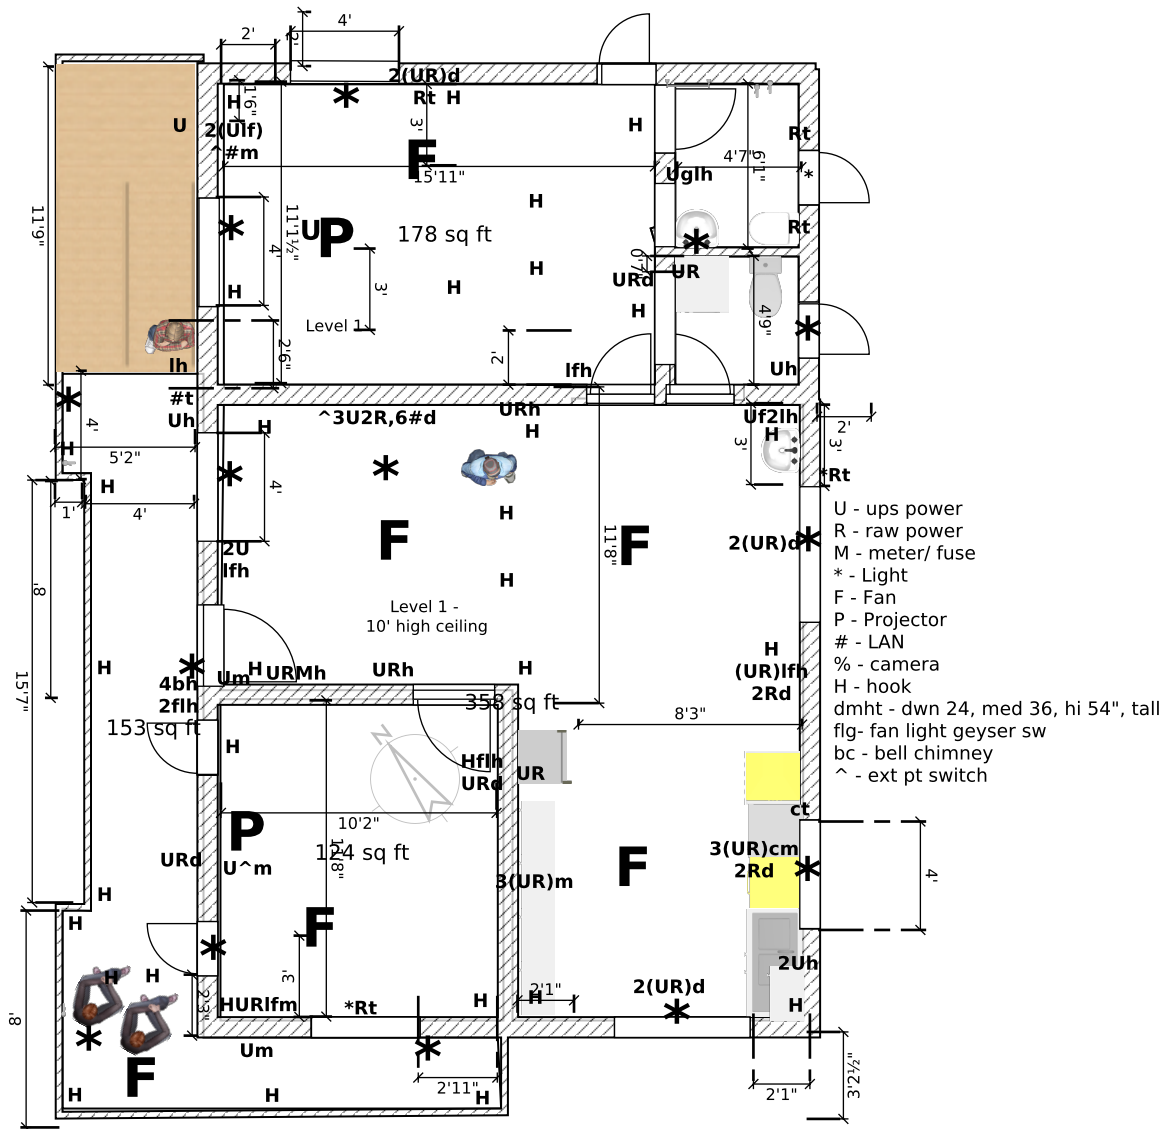 2'
4'
2'
2(UR)d
Rt H
H
1'6"
U
2(Ulf)
^#m
3'
F
H
Rt
4'7"
6'1"
*
Uglh
15'11"
11'9"
11'1½"
4'
U
P
178 sq ft
H
H
H
H
Rt
0'7"
URd
UR
H
3'
4'9"
Level 1
2'6"
2'
lfh
Uh
lh
#t
Uh
4'
H
^3U2R,6#d
URh
H
H
Uf2lh
H
3'
2'
3'
*Rt
5'2"
H
1'
4'
4'
H
F
11'8"
F
2(UR)d
U - ups power
R - raw power
M - meter/ fuse
* - Light
F - Fan
P - Projector
# - LAN
% - camera
H - hook
dmht - dwn 24, med 36, hi 54", tall
flg- fan light geyser sw
bc - bell chimney
^ - ext pt switch
2U
lfh
H
8'
Level 1 -
10' high ceiling
H
4bh
2flh
Um
H
URMh
URh
H
H
(UR)lfh
2Rd
15'7"
153 sq ft
358 sq ft
8'3"
H
N
Hflh
URd
UR
10'2"
P
124 sq ft
11'8"
ct
3(UR)cm
2Rd
4'
URd
U^m
3(UR)m
F
H
H
F
H
H
3'
2'3"
HURlfm
*Rt
H
2'1"
H
2(UR)d
2Uh
H
8'
Um
F
H
H
H
2'11"
2'1"
3'2½"